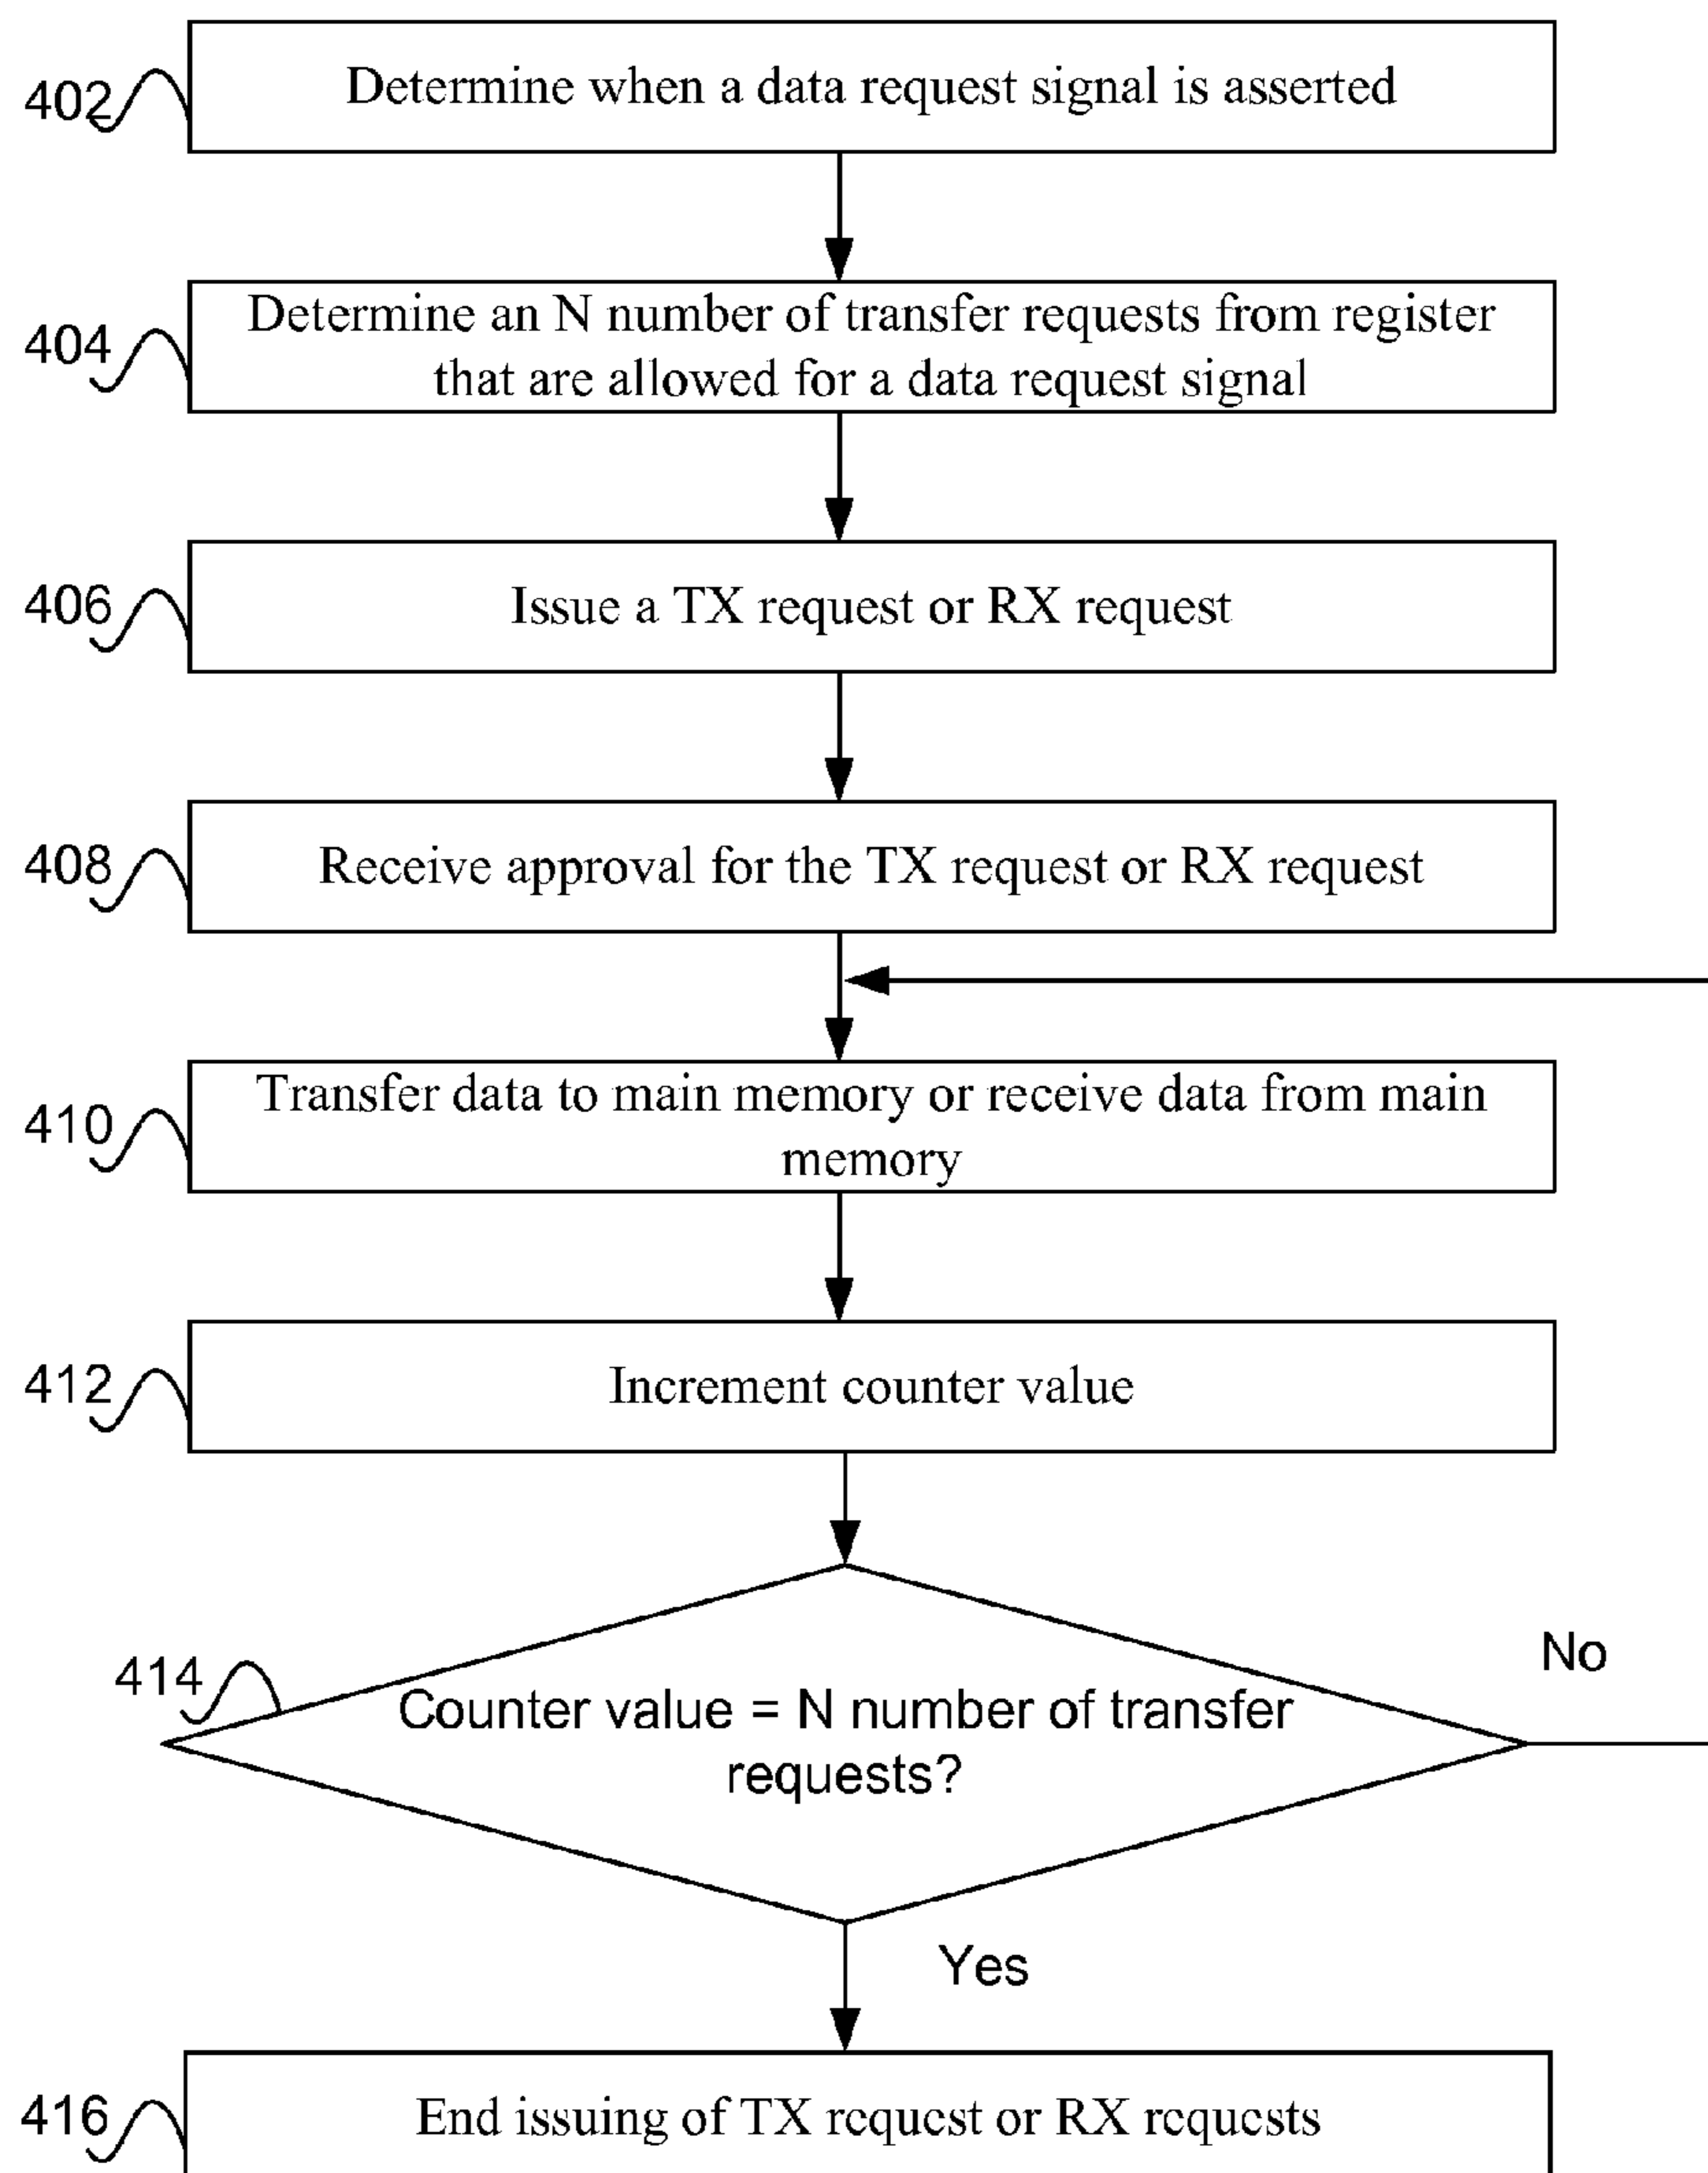 402
Determine when a data request signal is asserted
404
Determine an N number of transfer requests from register
that are allowed for a data request signal
406
Issue a TX request or RX request
408
Receive approval for the TX request or RX request
410
Transfer data to main memory or receive data from main
memory
412
Increment counter value
414
Counter value = N number of transfer
requests?
No
Yes
416
End issuing of TX request or RX requests